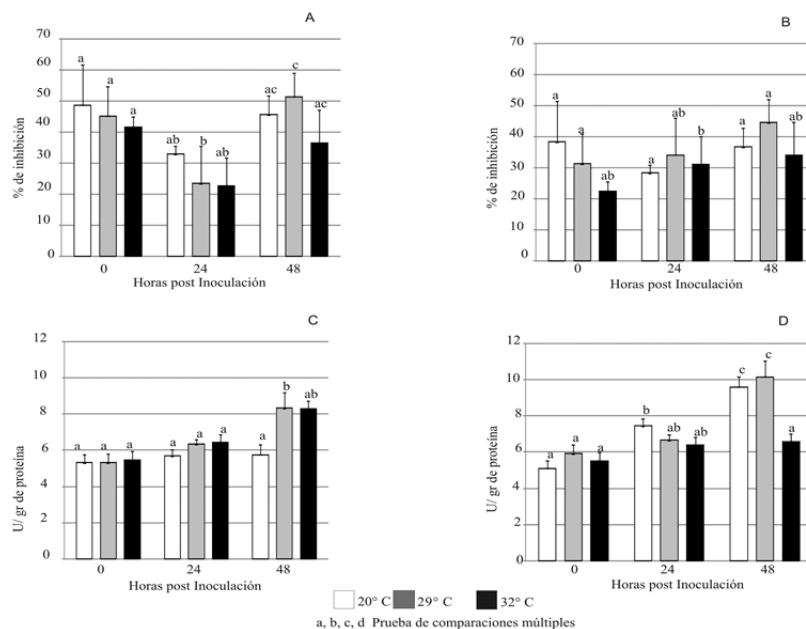 A
% de inhibición
70
60
50
40
30
20
10
0
a
a
a
ab
b
ab
ac
c
ac
0
24
48
Horas post Inoculación
B
% de inhibición
70
60
50
40
30
20
10
0
a
a
ab
a
ab
b
a
a
ab
0
24
48
Horas post Inoculación
C
U/ gr de proteína
12
10
8
6
4
2
0
a
a
a
a
a
a
a
b
ab
0
24
48
Horas post Inoculación
D
U/ gr de proteína
12
10
8
6
4
2
0
a
a
a
b
ab
ab
c
c
a
0
24
48
Horas post Inoculación
20° C
29° C
32° C
a, b, c, d Prueba de comparaciones múltiples